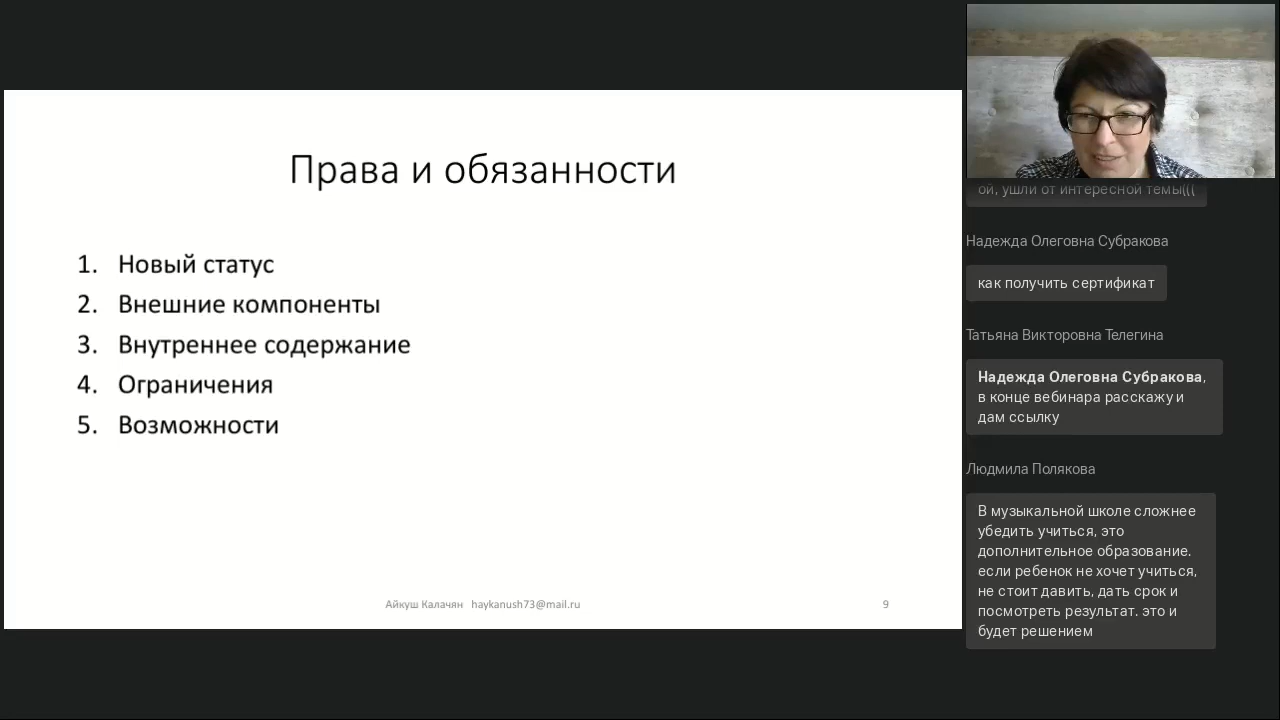 Права и обязанности
1. Новый статус
2. Внешние компоненты
3. Внутреннее содержание
4. Ограничения
5. Возможности
Айкуш Калачян haykanush73@mail.ru
9
ой, ушли от интересной темы(((
Надежда Олеговна Субракова
как получить сертификат
Татьяна Викторовна Телегина
Надежда Олеговна Субракова,
в конце вебинара расскажу и
дам ссылку
Людмила Полякова
В музыкальной школе сложнее
убедить учиться, это
дополнительное образование.
если ребенок не хочет учиться,
не стоит давить, дать срок и
посмотреть результат. это и
будет решением